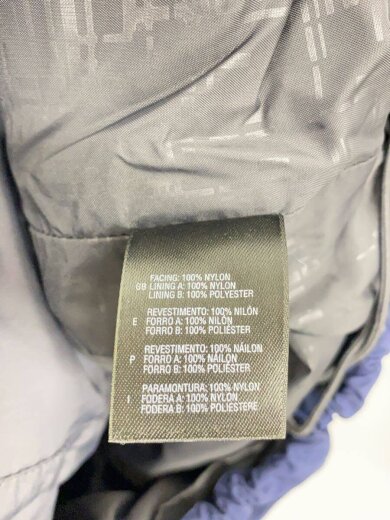 FACING: 100% NYLON
GB LINING A: 100% NYLON
LINING B: 100% POLYESTER
REVESTIMENTO: 100% NILÓN
E FORRO A: 100% NILÓN
FORRO B: 100% POLIÉSTER
REVESTIMENTO: 100% NÁILON
P FORRO A: 100% NÁILON
FORRO B: 100% POLIÉSTER
PARAMONTURA: 100% NYLON
I FODERA A: 100% NYLON
FODERA B: 100% POLIESTERE